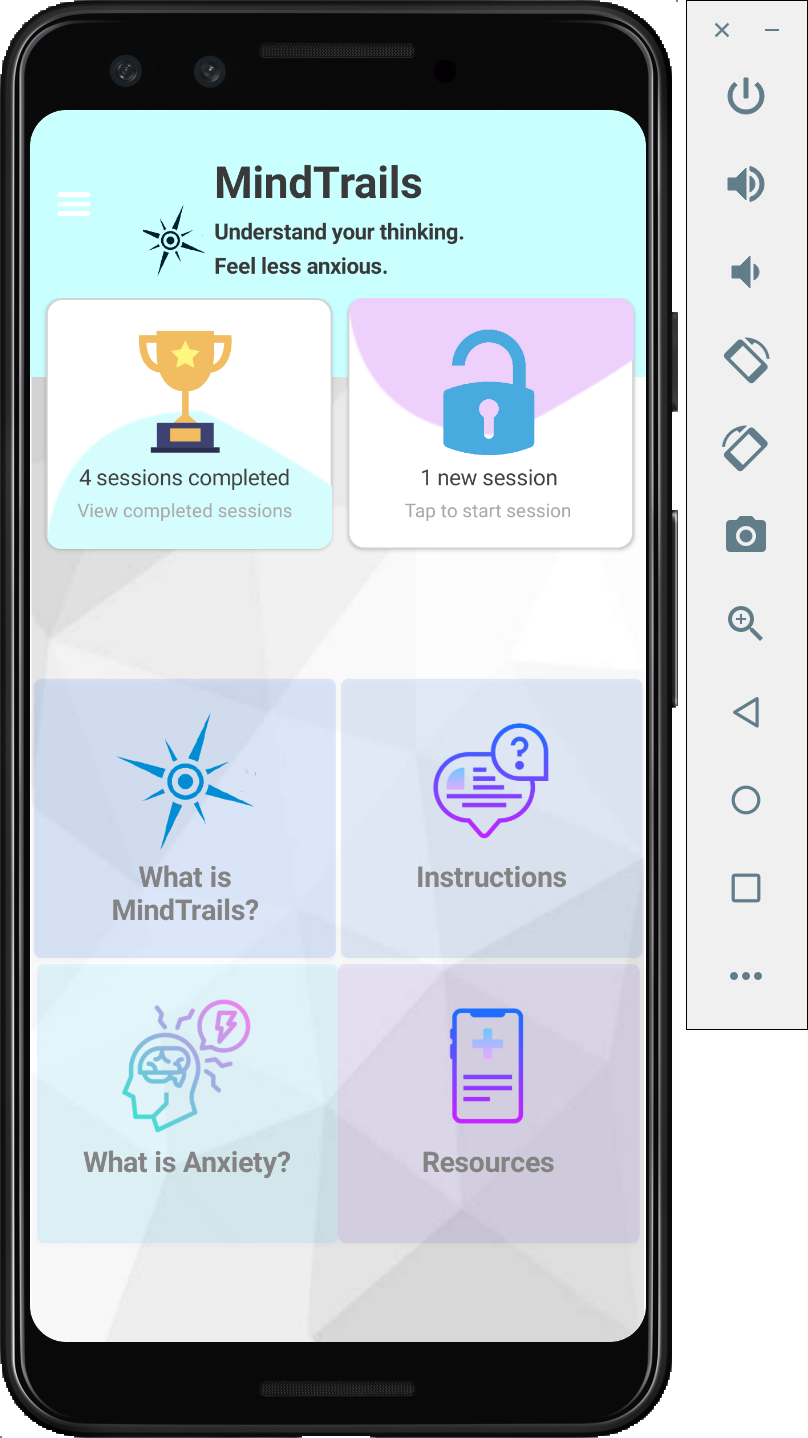 MindTrails
Understand your thinking.
Feel less anxious.
4 sessions completed
View completed sessions
1 new session
Tap to start session
?
What is
MindTrails?
Instructions
What is Anxiety?
Resources